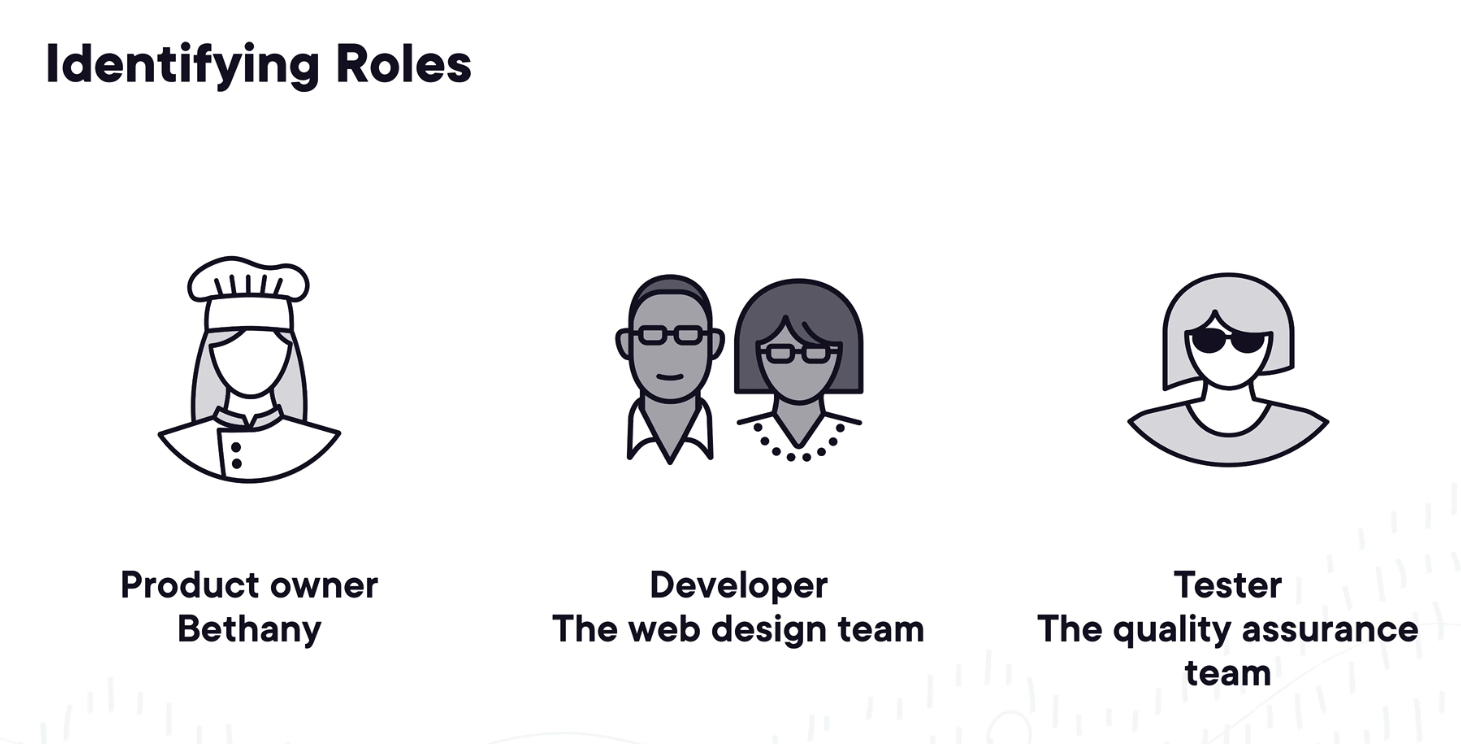 Identifying Roles
Product owner
Bethany
Developer
The web design team
Tester
The quality assurance
team